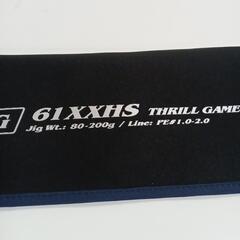 G 61XXHS THRILL GAME
Jig Wt.: 80-200g / Line: PE#1.0-2.0